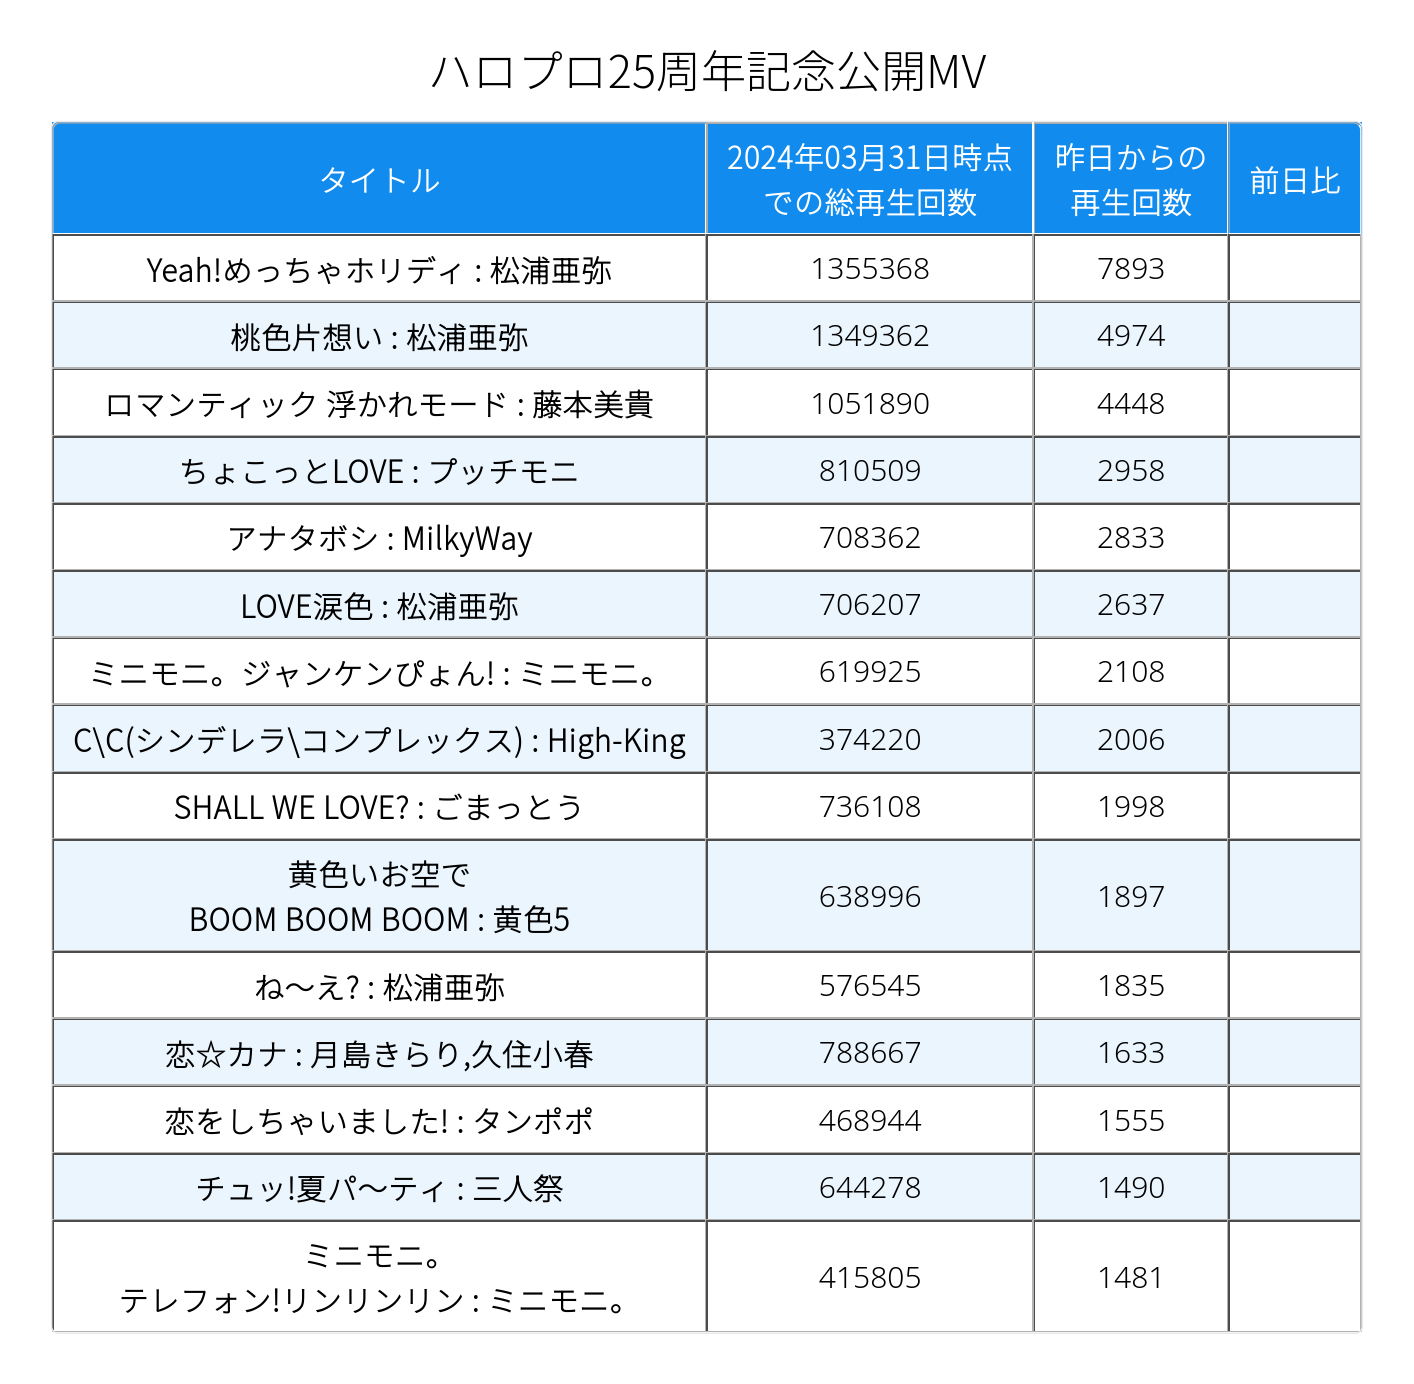 ハロプロ25周年記念公開MV
タイトル
2024年03月31日時点
での総再生回数
昨日からの
再生回数
前日比
Yeah!めっちゃホリディ : 松浦亜弥 1355368 7893
桃色片想い : 松浦亜弥 1349362 4974
ロマンティック 浮かれモード : 藤本美貴 1051890 4448
ちょこっとLOVE : プッチモニ 810509 2958
アナタボシ : MilkyWay 708362 2833
LOVE涙色 : 松浦亜弥 706207 2637
ミニモニ。ジャンケンぴょん! : ミニモニ。 619925 2108
C\C(シンデレラ\コンプレックス) : High-King 374220 2006
SHALL WE LOVE? : ごまっとう 736108 1998
黄色いお空で
BOOM BOOM BOOM : 黄色5 638996 1897
ね〜え? : 松浦亜弥 576545 1835
恋☆カナ : 月島きらり,久住小春 788667 1633
恋をしちゃいました! : タンポポ 468944 1555
チュッ!夏パ〜ティ : 三人祭 644278 1490
ミニモニ。
テレフォン!リンリンリン : ミニモニ。 415805 1481